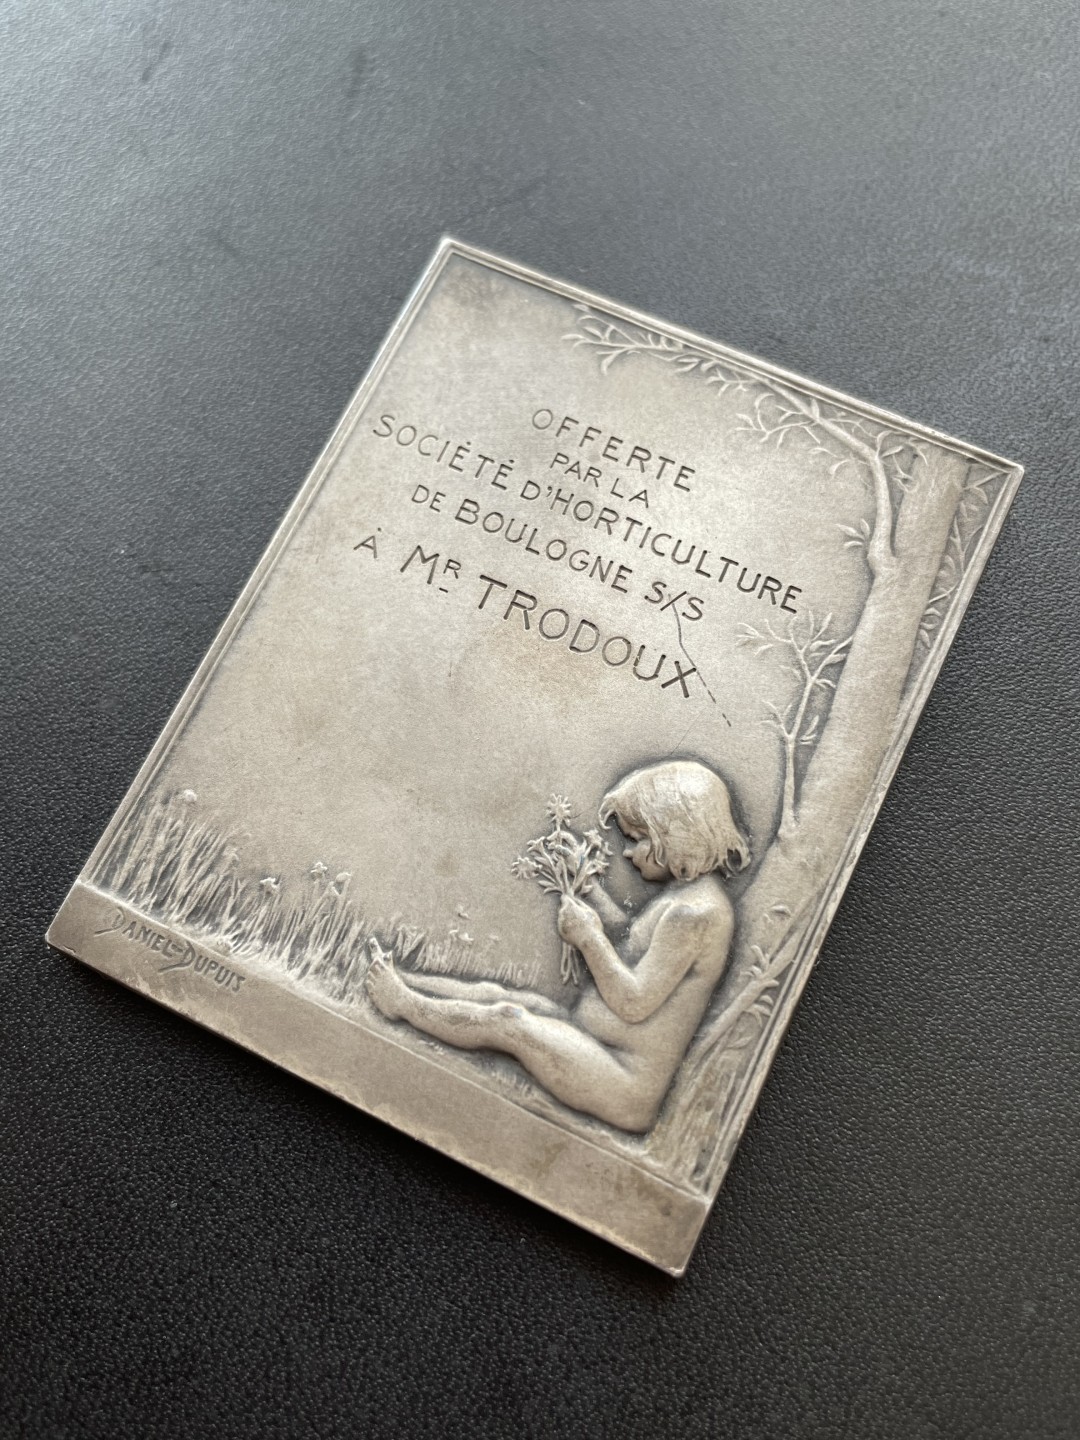 OFFERTE
PAR LA
SOCIÉTÉ D'HORTICULTURE
DE BOULOGNE S/S
À MR TRODOUX
DANIEL-DUPUIS